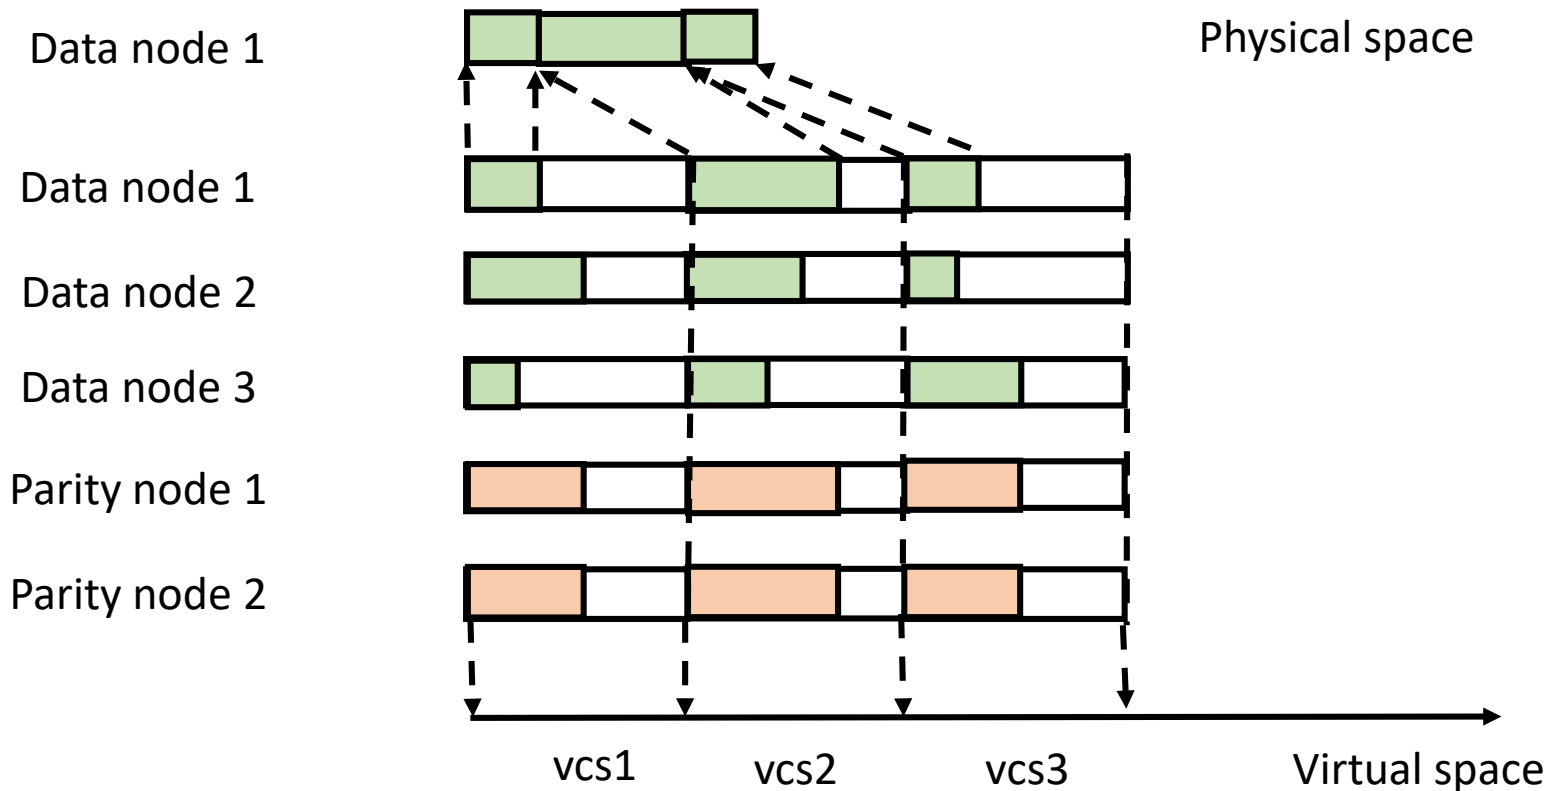 Data node 1
Physical space
Data node 1
Data node 2
Data node 3
Parity node 1
Parity node 2
vcs1
vcs2
vcs3
Virtual space